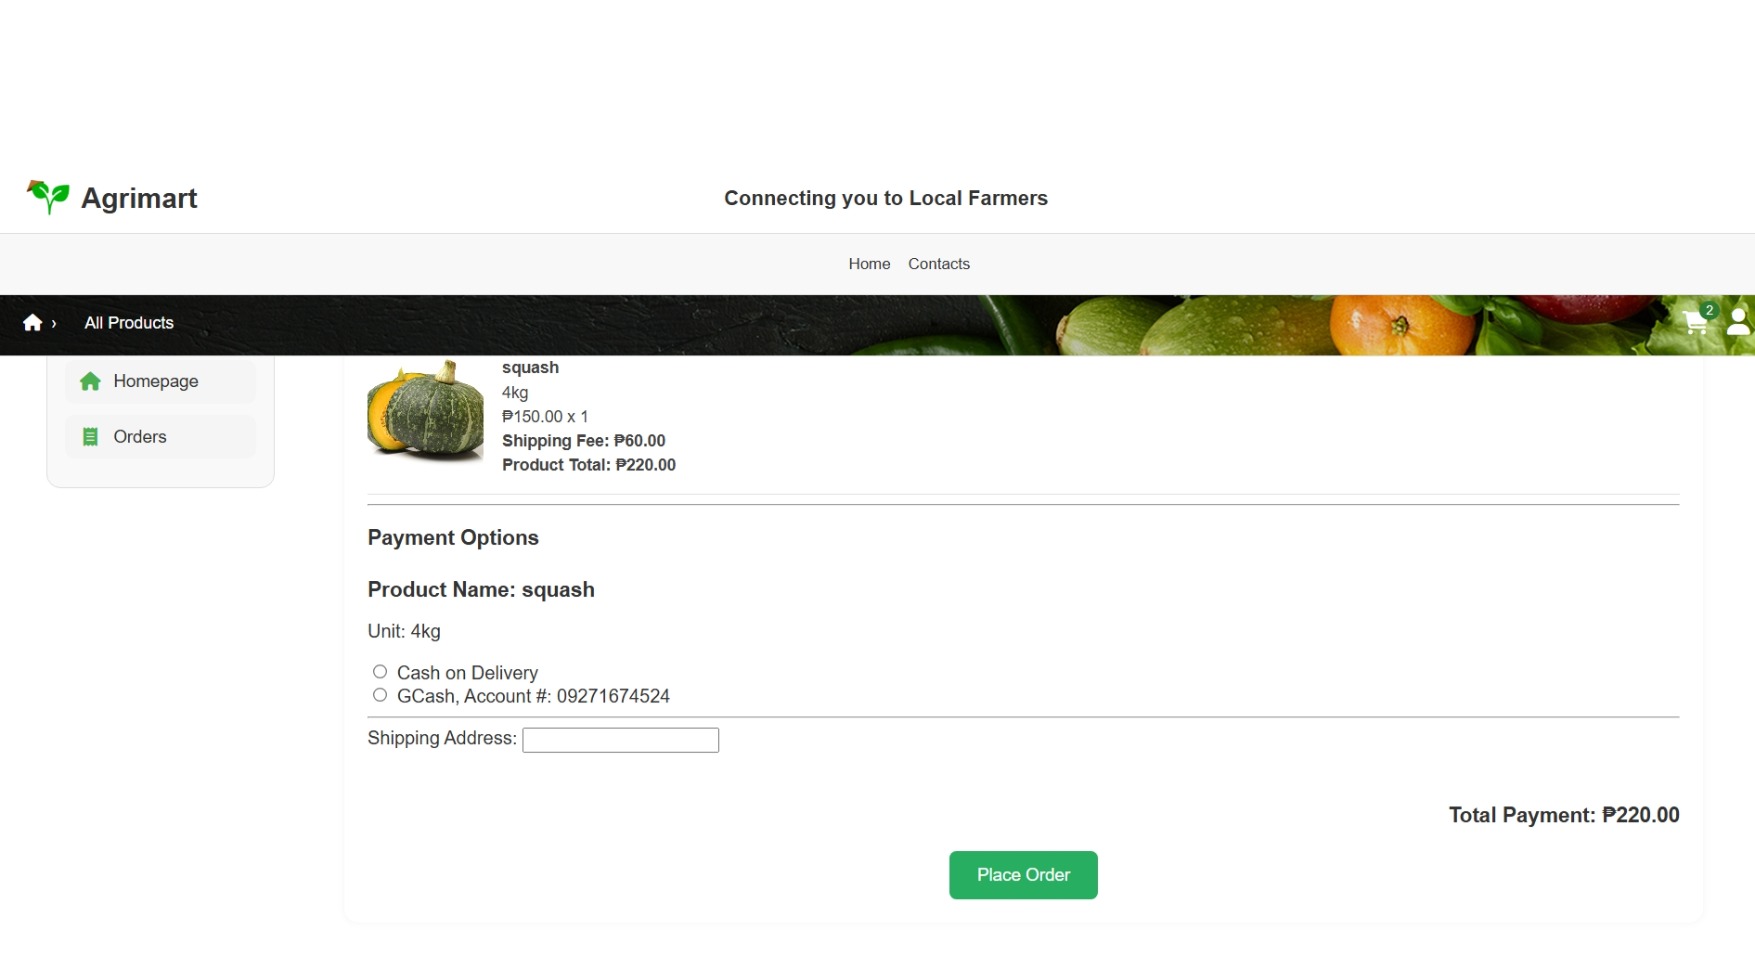 Agrimart
Connecting you to Local Farmers
Home Contacts
› All Products
2
Homepage
Orders
squash
4kg
₱150.00 x 1
Shipping Fee: ₱60.00
Product Total: ₱220.00
Payment Options
Product Name: squash
Unit: 4kg
Cash on Delivery
GCash, Account #: 09271674524
Shipping Address:
Total Payment: ₱220.00
Place Order